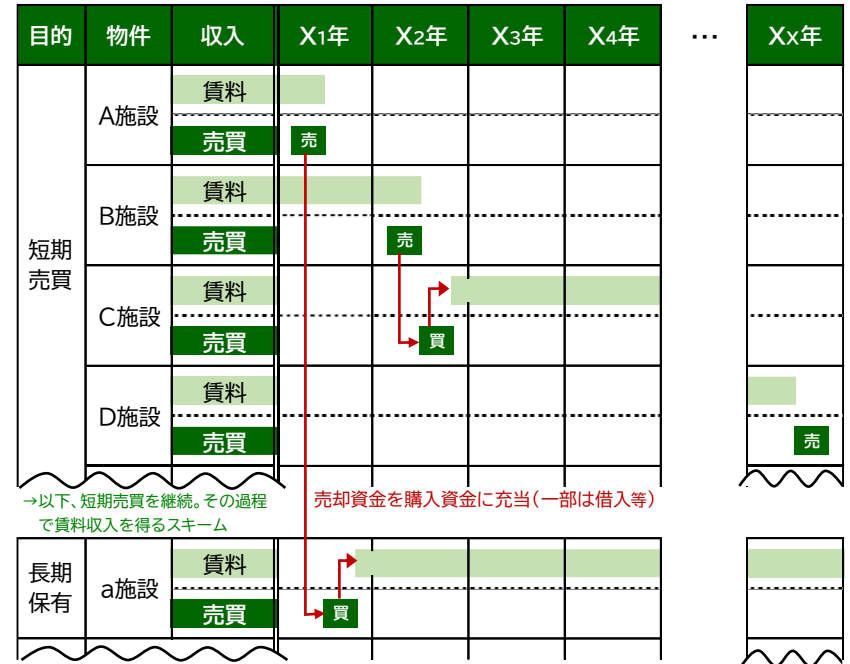 目的 物件 収入 X1年 X2年 X3年 X4年 … Xx年
短期
売買
A施設
賃料
売買 売
B施設
賃料
売買 売
C施設
賃料
売買 買
D施設
賃料
売買 売
→以下、短期売買を継続。その過程
で賃料収入を得るスキーム
売却資金を購入資金に充当(一部は借入等)
長期
保有
a施設
賃料
売買 買